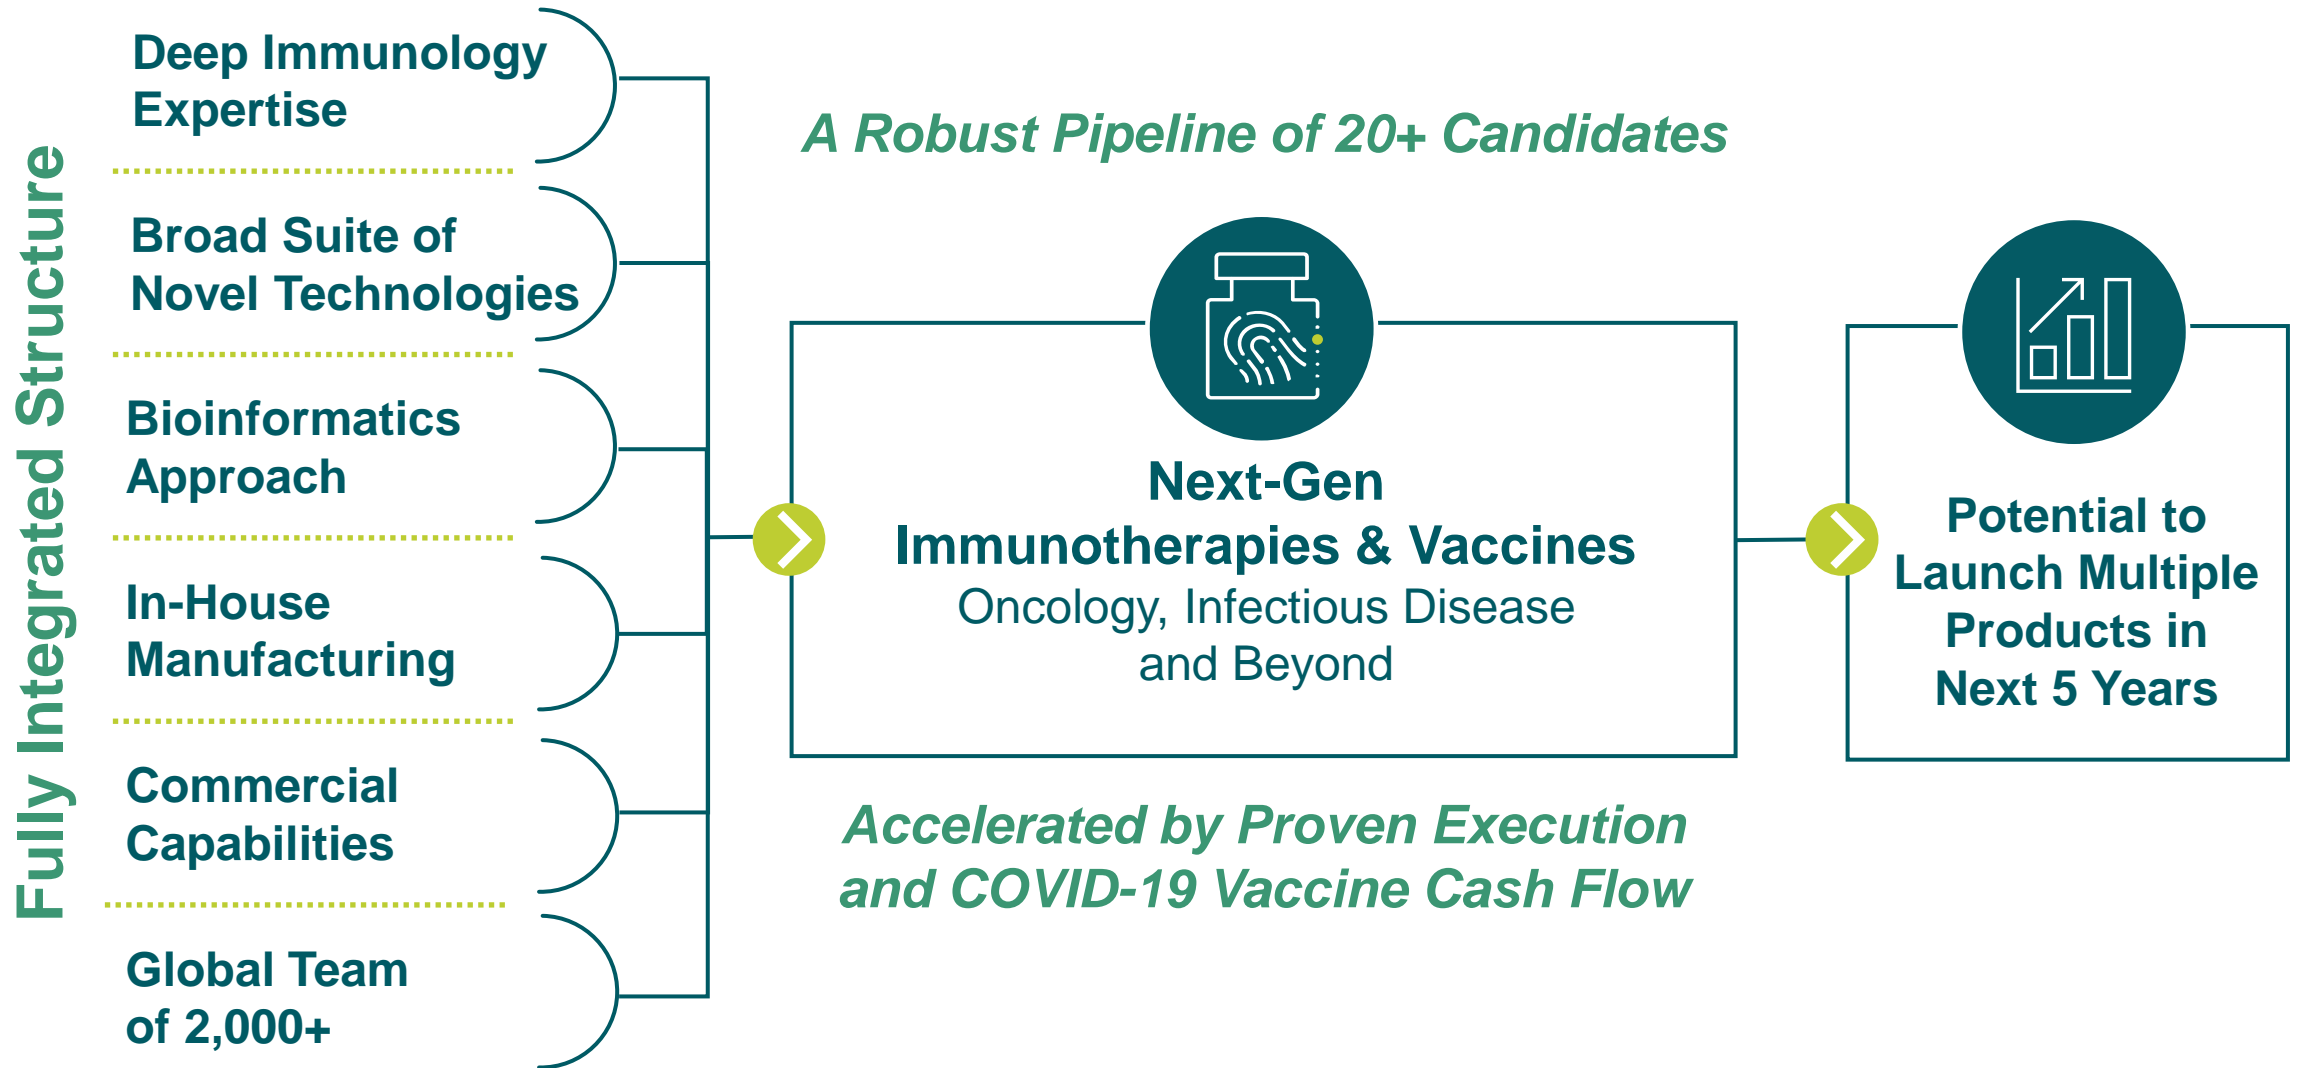 Fully Integrated Structure
Deep Immunology
Expertise
Broad Suite of
Novel Technologies
Bioinformatics
Approach
In-House
Manufacturing
Commercial
Capabilities
Global Team
of 2,000+
A Robust Pipeline of 20+ Candidates
Next-Gen
Immunotherapies & Vaccines
Oncology, Infectious Disease
and Beyond
Accelerated by Proven Execution
and COVID-19 Vaccine Cash Flow
Potential to
Launch Multiple
Products in
Next 5 Years